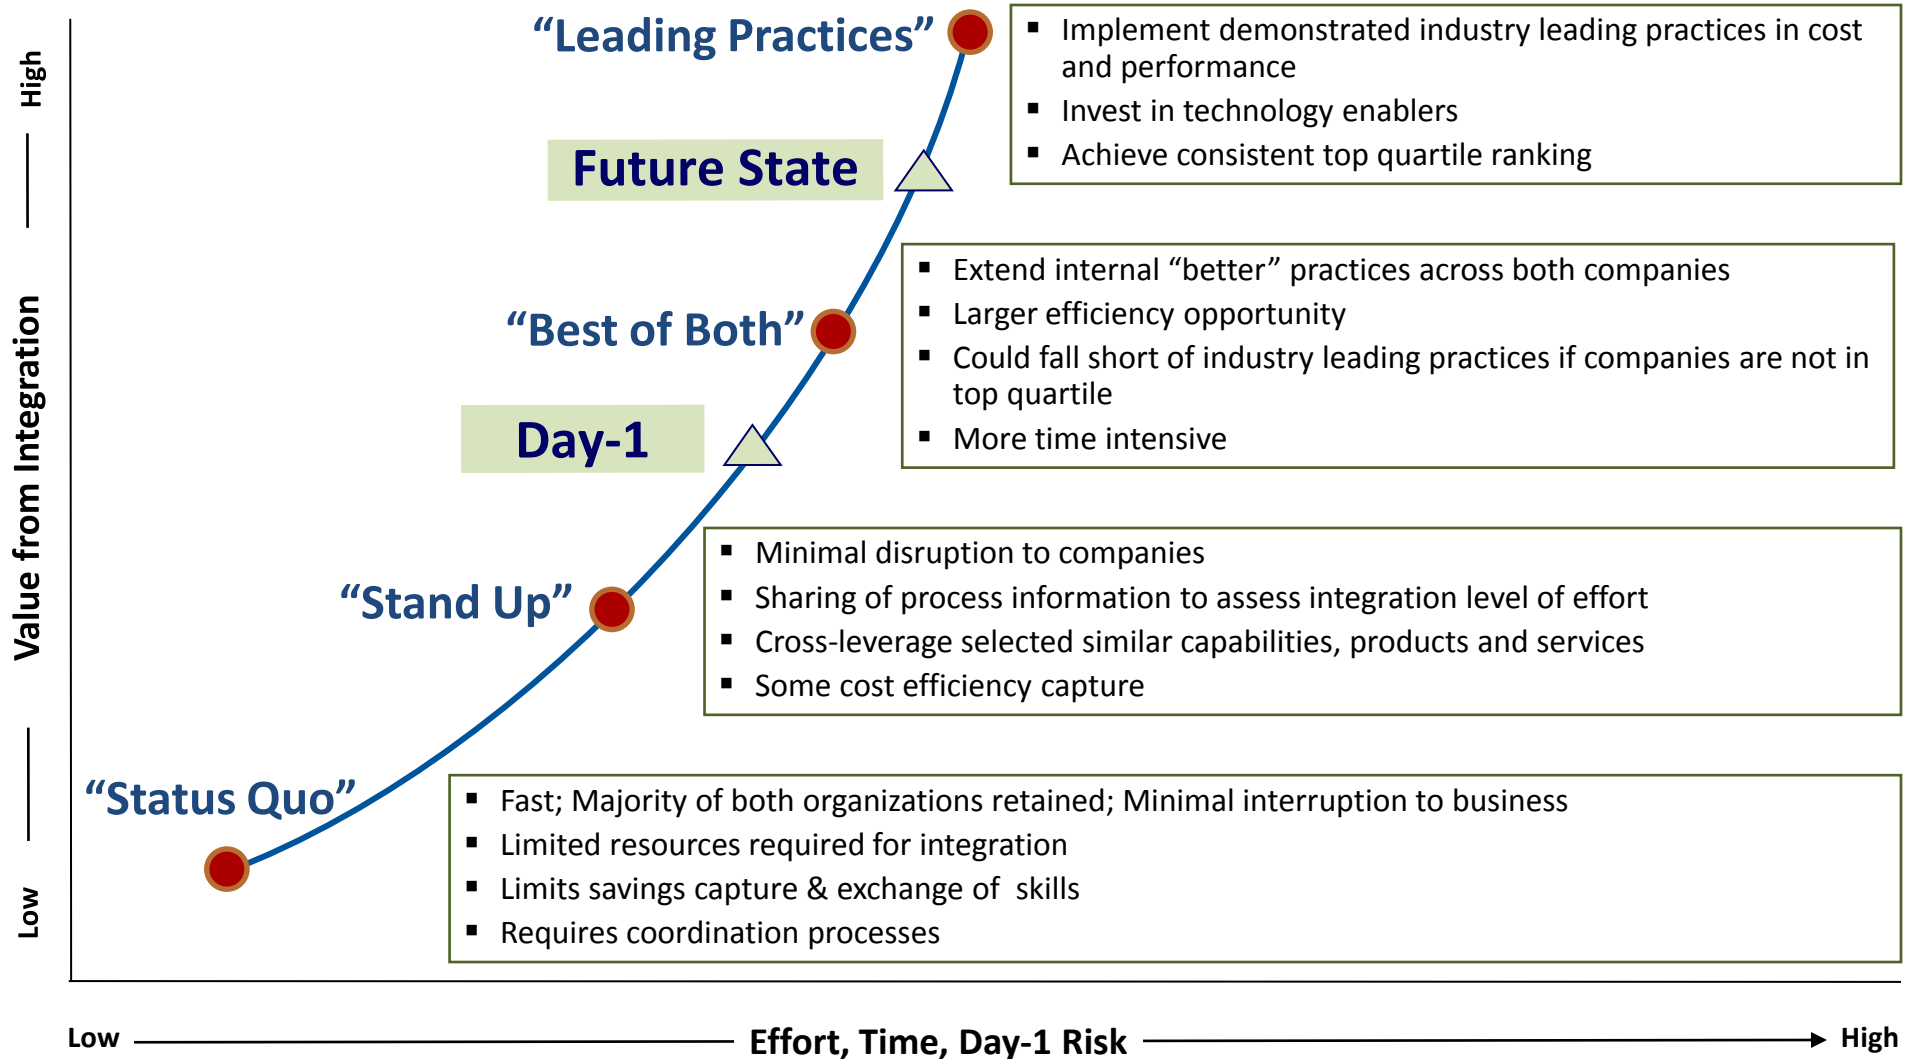 “Leading Practices”
▪ Implement demonstrated industry leading practices in cost
and performance
▪ Invest in technology enablers
▪ Achieve consistent top quartile ranking
Future State
▪ Extend internal “better” practices across both companies
▪ Larger efficiency opportunity
▪ Could fall short of industry leading practices if companies are not in
top quartile
▪ More time intensive
“Best of Both”
Day-1
▪ Minimal disruption to companies
▪ Sharing of process information to assess integration level of effort
▪ Cross-leverage selected similar capabilities, products and services
▪ Some cost efficiency capture
“Stand Up”
“Status Quo”
▪ Fast; Majority of both organizations retained; Minimal interruption to business
▪ Limited resources required for integration
▪ Limits savings capture & exchange of  skills
▪ Requires coordination processes
High
Value from Integration
Low
Low
Effort, Time, Day-1 Risk
High